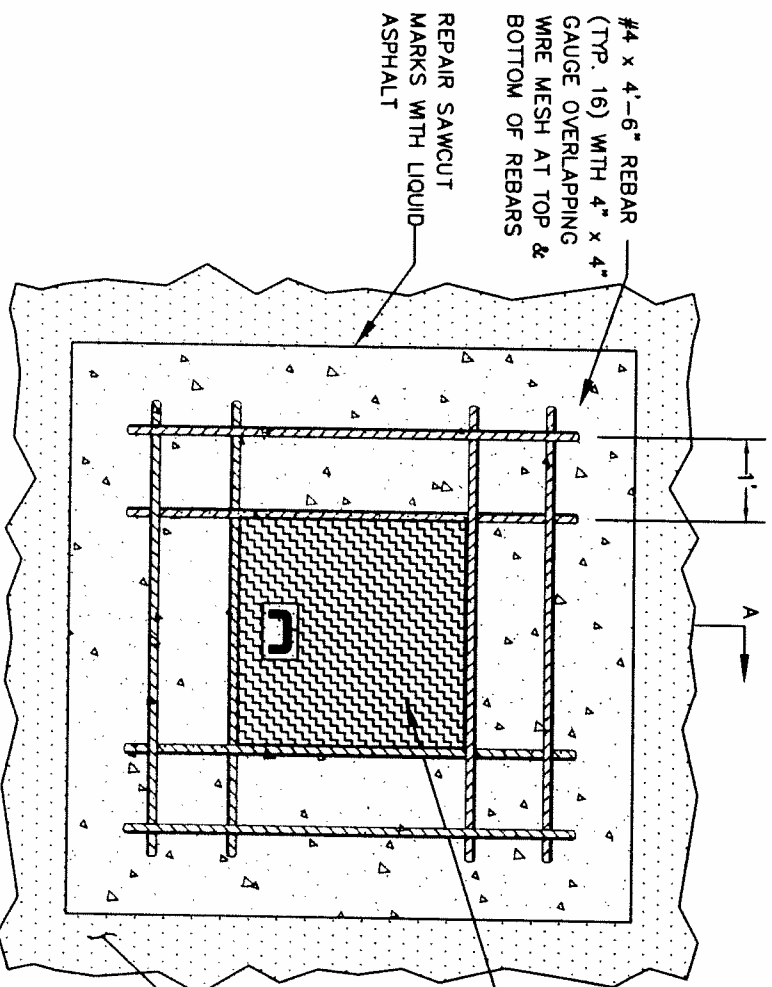 #4 x 4'-6" REBAR
(TYP. 16) WITH 4" x 4"
GAUGE OVERLAPPING
WIRE MESH AT TOP &
BOTTOM OF REBARS
REPAIR SAWCUT
MARKS WITH LIQUID
ASPHALT
1'
A